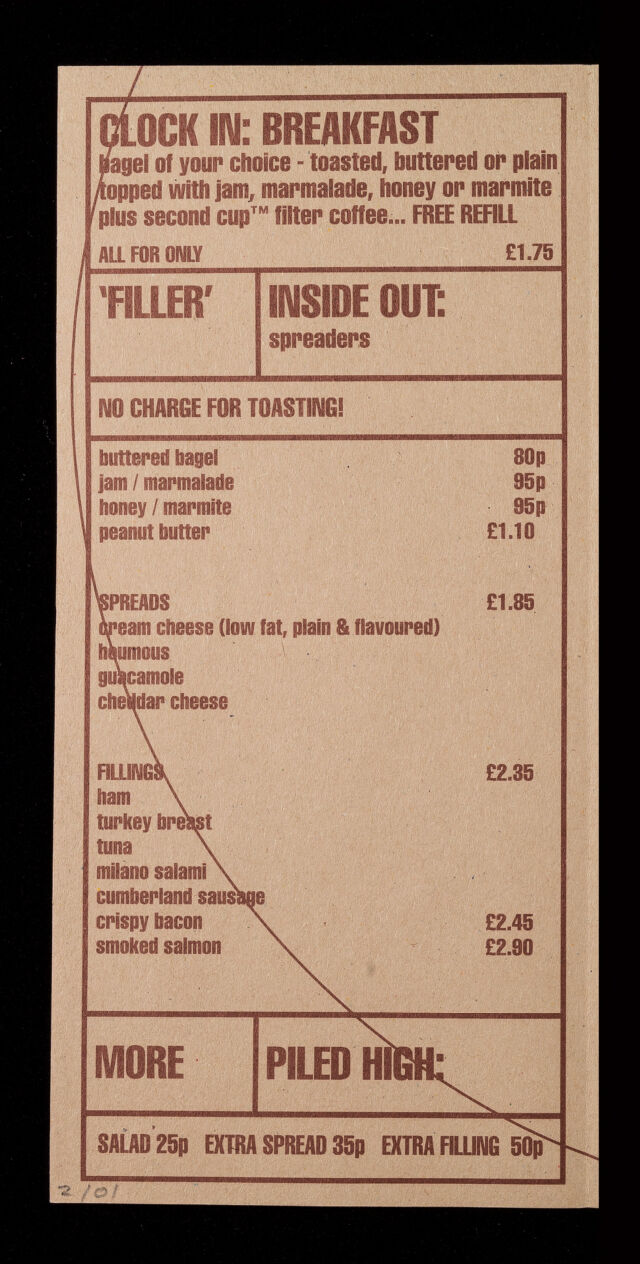 CLOCK IN: BREAKFAST
bagel of your choice - toasted, buttered or plain
topped with jam, marmalade, honey or marmite
plus second cup™ filter coffee... FREE REFILL
ALL FOR ONLY £1.75
'FILLER' INSIDE OUT:
spreaders
NO CHARGE FOR TOASTING!
buttered bagel 80p
jam / marmalade 95p
honey / marmite 95p
peanut butter £1.10
SPREADS £1.85
cream cheese (low fat, plain & flavoured)
houmous
guacamole
cheddar cheese
FILLINGS £2.35
ham
turkey breast
tuna
milano salami
cumberland sausage
crispy bacon £2.45
smoked salmon £2.90
MORE PILED HIGH:
SALAD 25p EXTRA SPREAD 35p EXTRA FILLING 50p
2/01